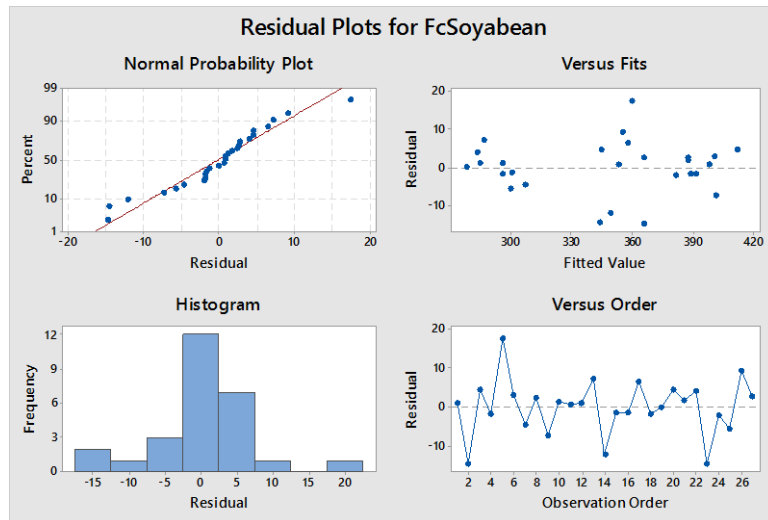 Residual Plots for FcSoyabean
Normal Probability Plot
99
90
50
10
1
Percent
-20 -10 0 10 20
Residual
Versus Fits
20
10
0
-10
Residual
300 330 360 390 420
Fitted Value
Histogram
12
9
6
3
0
Frequency
-15 -10 -5 0 5 10 15 20
Residual
Versus Order
20
10
0
-10
Residual
2 4 6 8 10 12 14 16 18 20 22 24 26
Observation Order